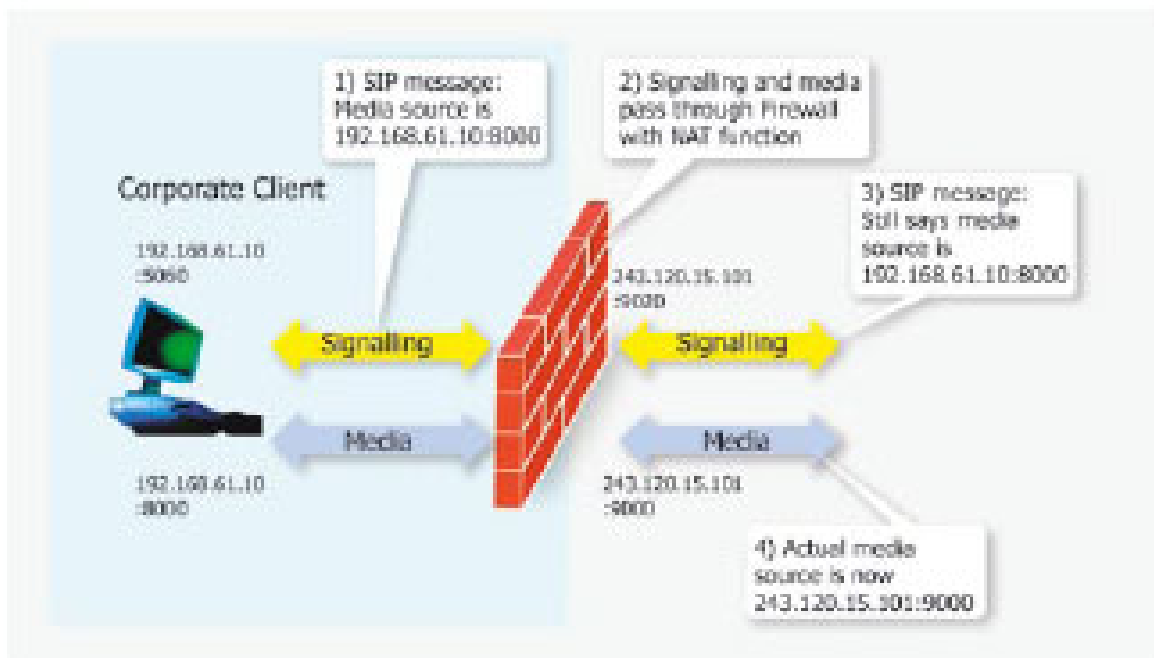 1) SIP message:
Media source is
192.168.61.10:8000
2) Signalling and media
pass through Firewall
with NAT function
3) SIP message:
Still says media
source is
192.168.61.10:8000
Corporate Client
192.168.61.10
:5060
243.120.15.101
:9020
Signalling
Signalling
Media
Media
192.168.61.10
:8000
243.120.15.101
:9000
4) Actual media
source is now
243.120.15.101:9000